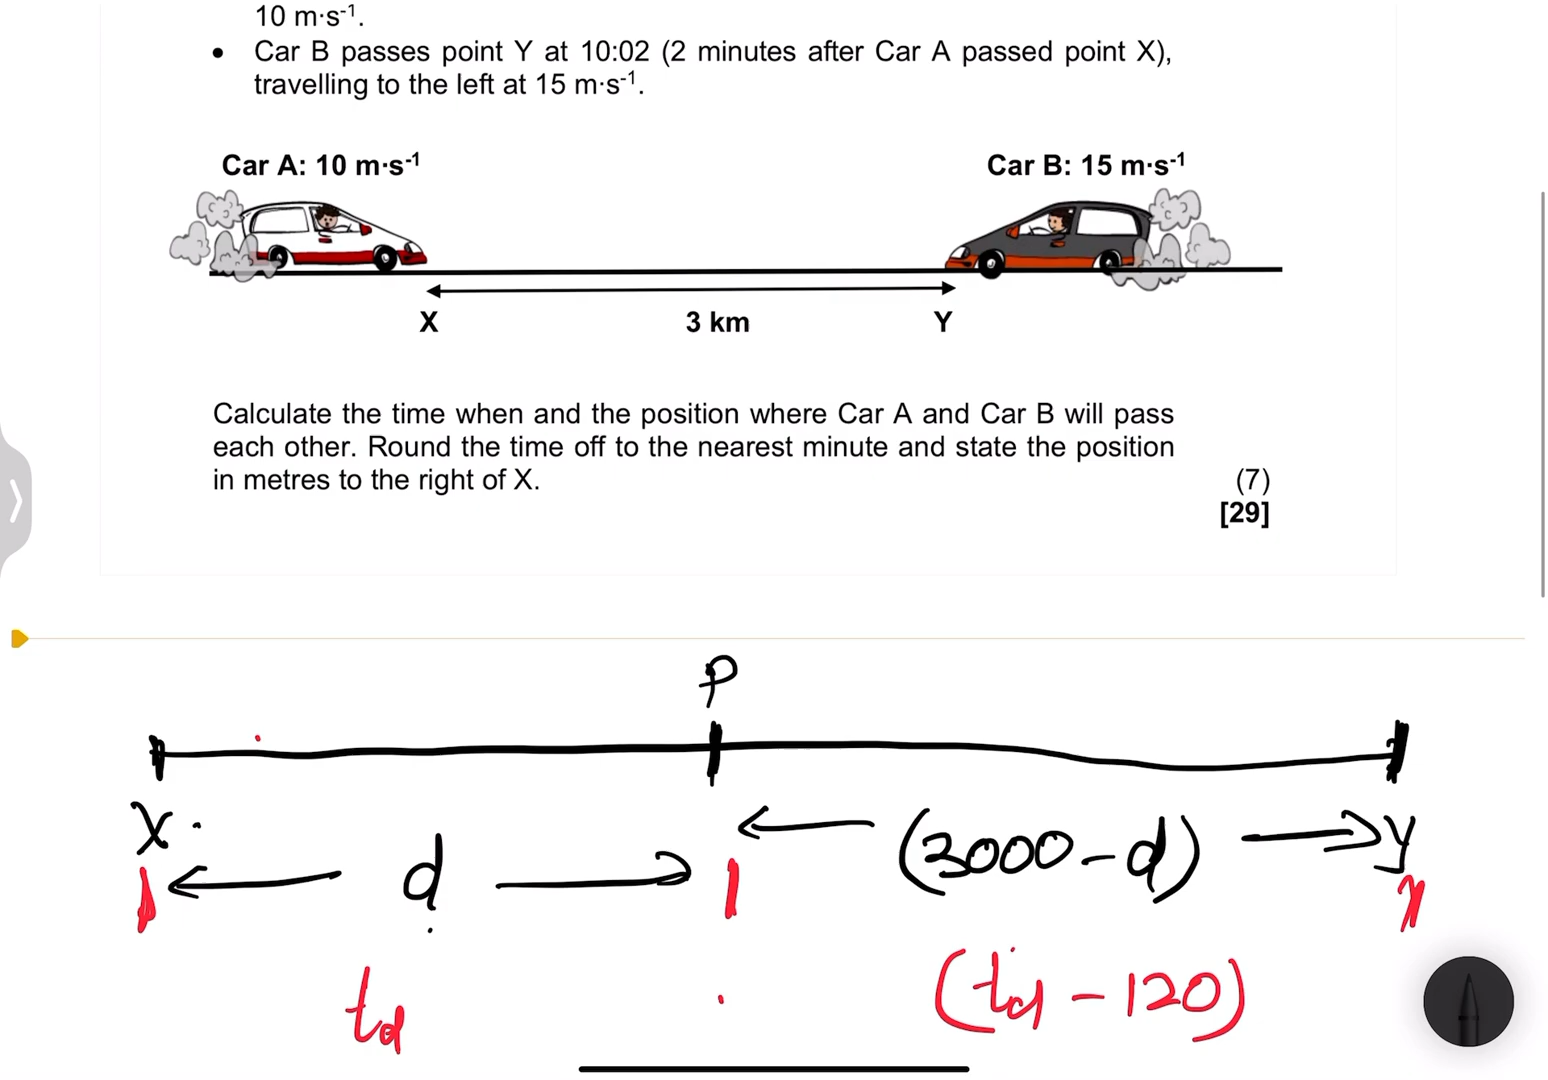 10 m·s⁻¹.
• Car B passes point Y at 10:02 (2 minutes after Car A passed point X),
travelling to the left at 15 m·s⁻¹.
Car A: 10 m·s⁻¹
Car B: 15 m·s⁻¹
X
3 km
Y
Calculate the time when and the position where Car A and Car B will pass
each other. Round the time off to the nearest minute and state the position
in metres to the right of X.
(7)
[29]
P
X
d
(3000-d)
y
td
(td - 120)